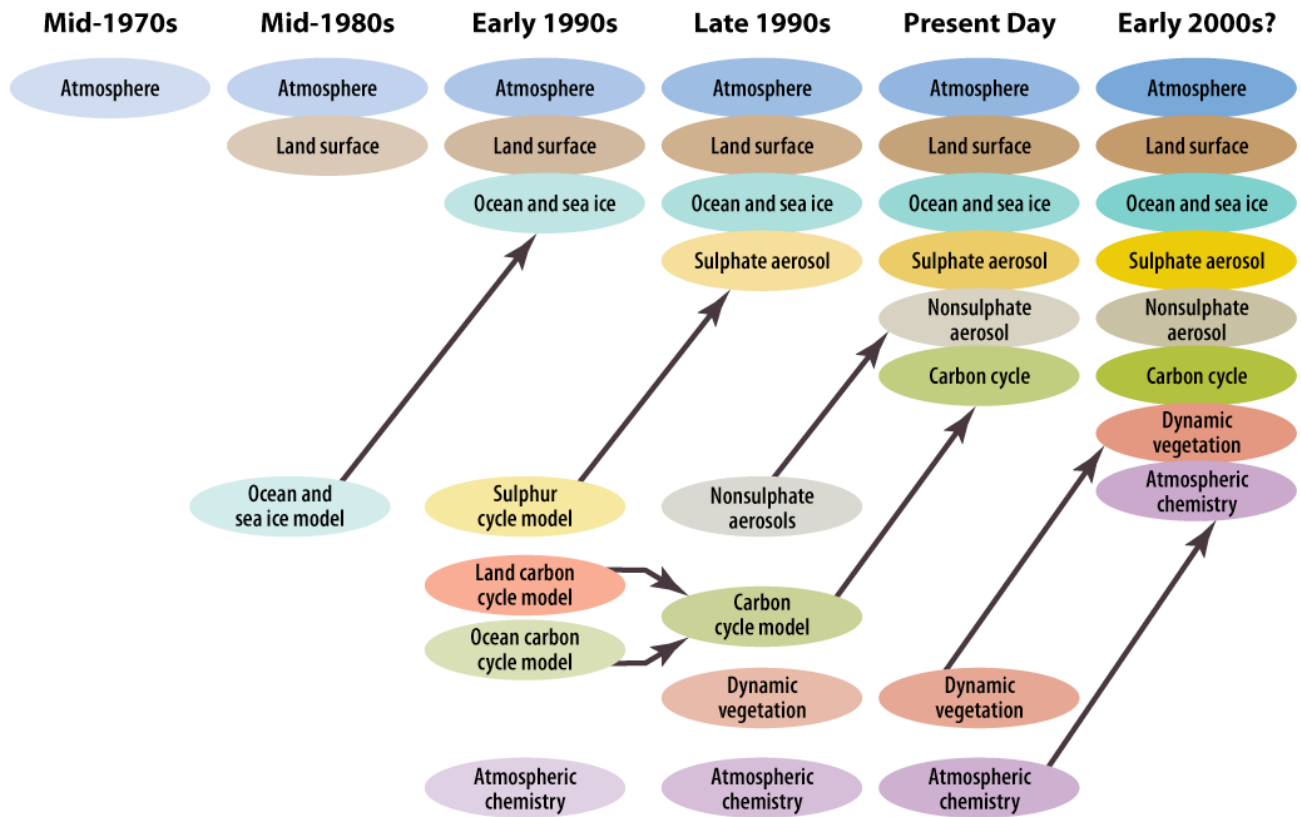 Mid-1970s
Mid-1980s
Early 1990s
Late 1990s
Present Day
Early 2000s?
Atmosphere
Atmosphere
Atmosphere
Atmosphere
Atmosphere
Atmosphere
Land surface
Land surface
Land surface
Land surface
Land surface
Ocean and sea ice
Ocean and sea ice
Ocean and sea ice
Ocean and sea ice
Sulphate aerosol
Sulphate aerosol
Sulphate aerosol
Nonsulphate
aerosol
Nonsulphate
aerosol
Carbon cycle
Carbon cycle
Dynamic
vegetation
Atmospheric
chemistry
Ocean and
sea ice model
Sulphur
cycle model
Nonsulphate
aerosols
Land carbon
cycle model
Carbon
cycle model
Ocean carbon
cycle model
Dynamic
vegetation
Dynamic
vegetation
Atmospheric
chemistry
Atmospheric
chemistry
Atmospheric
chemistry